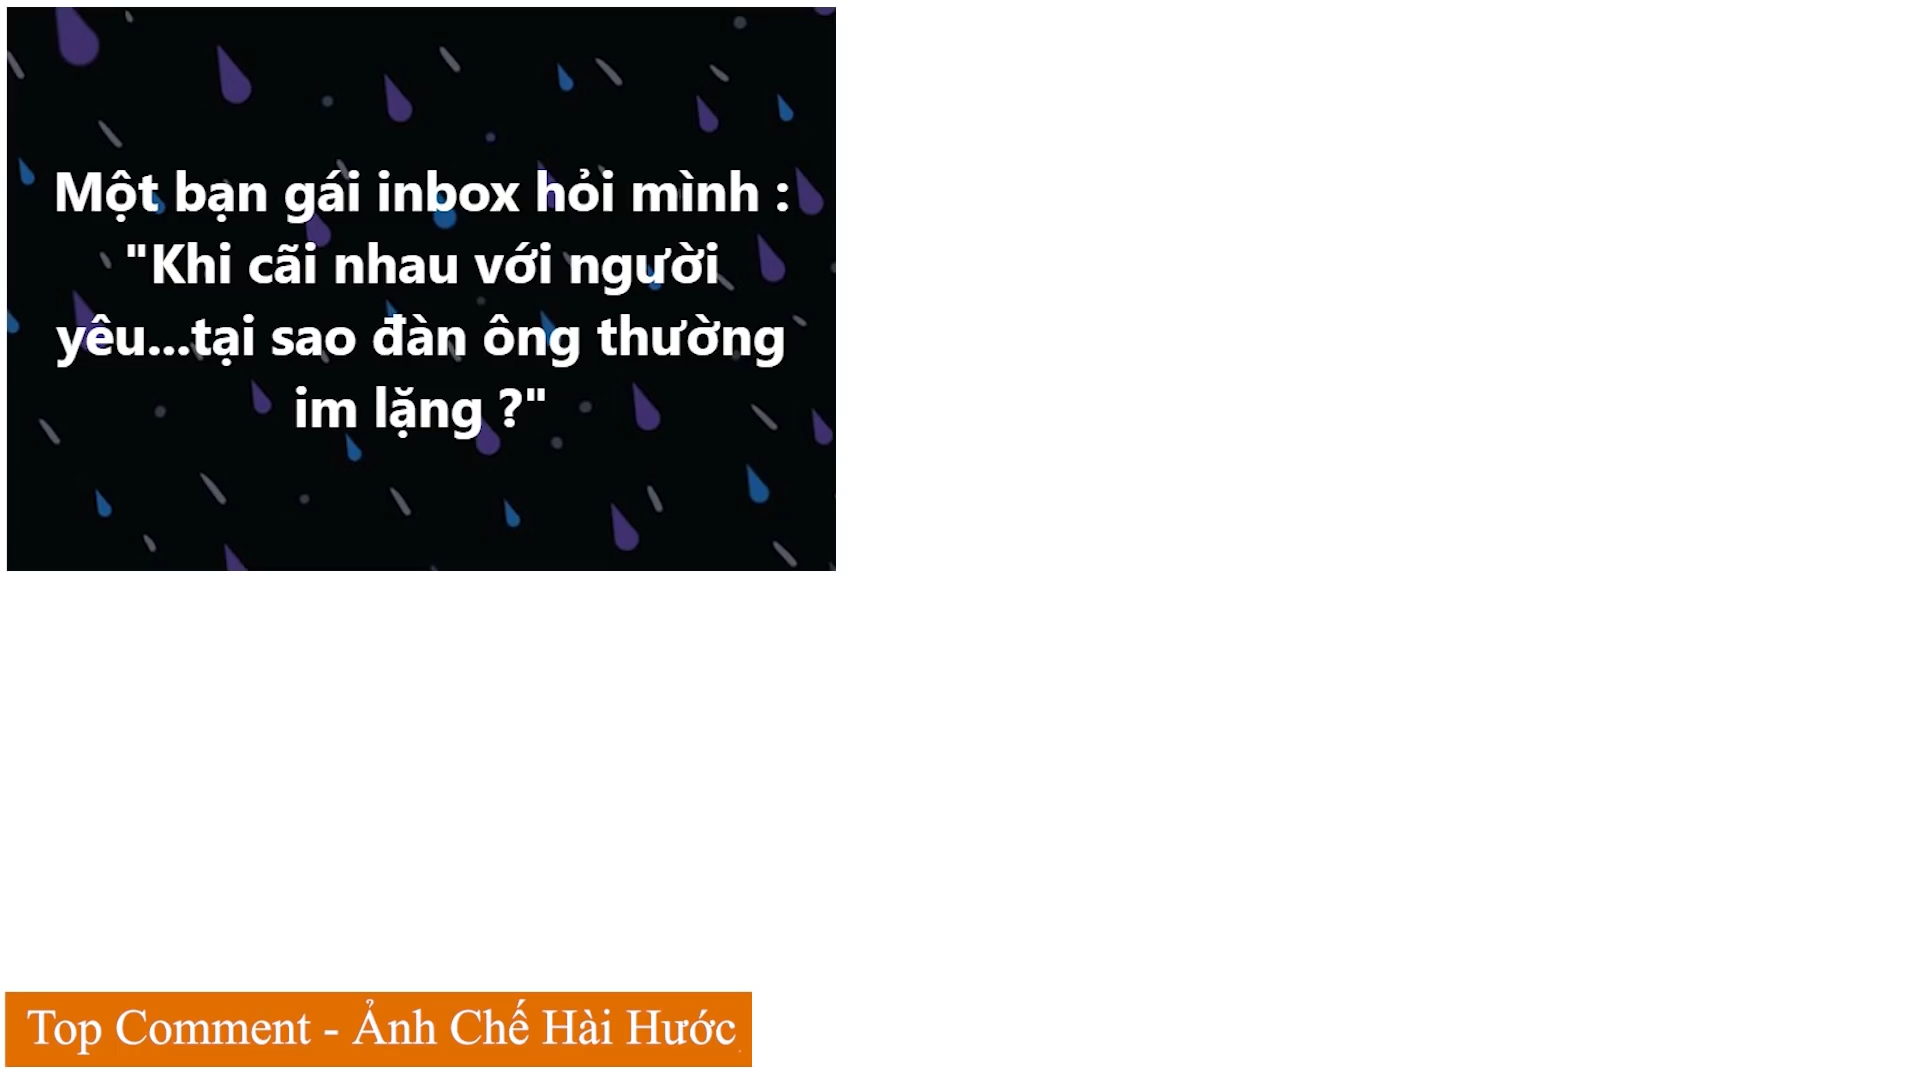 Một bạn gái inbox hỏi mình :
"Khi cãi nhau với người
yêu...tại sao đàn ông thường
im lặng ?"
Top Comment - Ảnh Chế Hài Hước